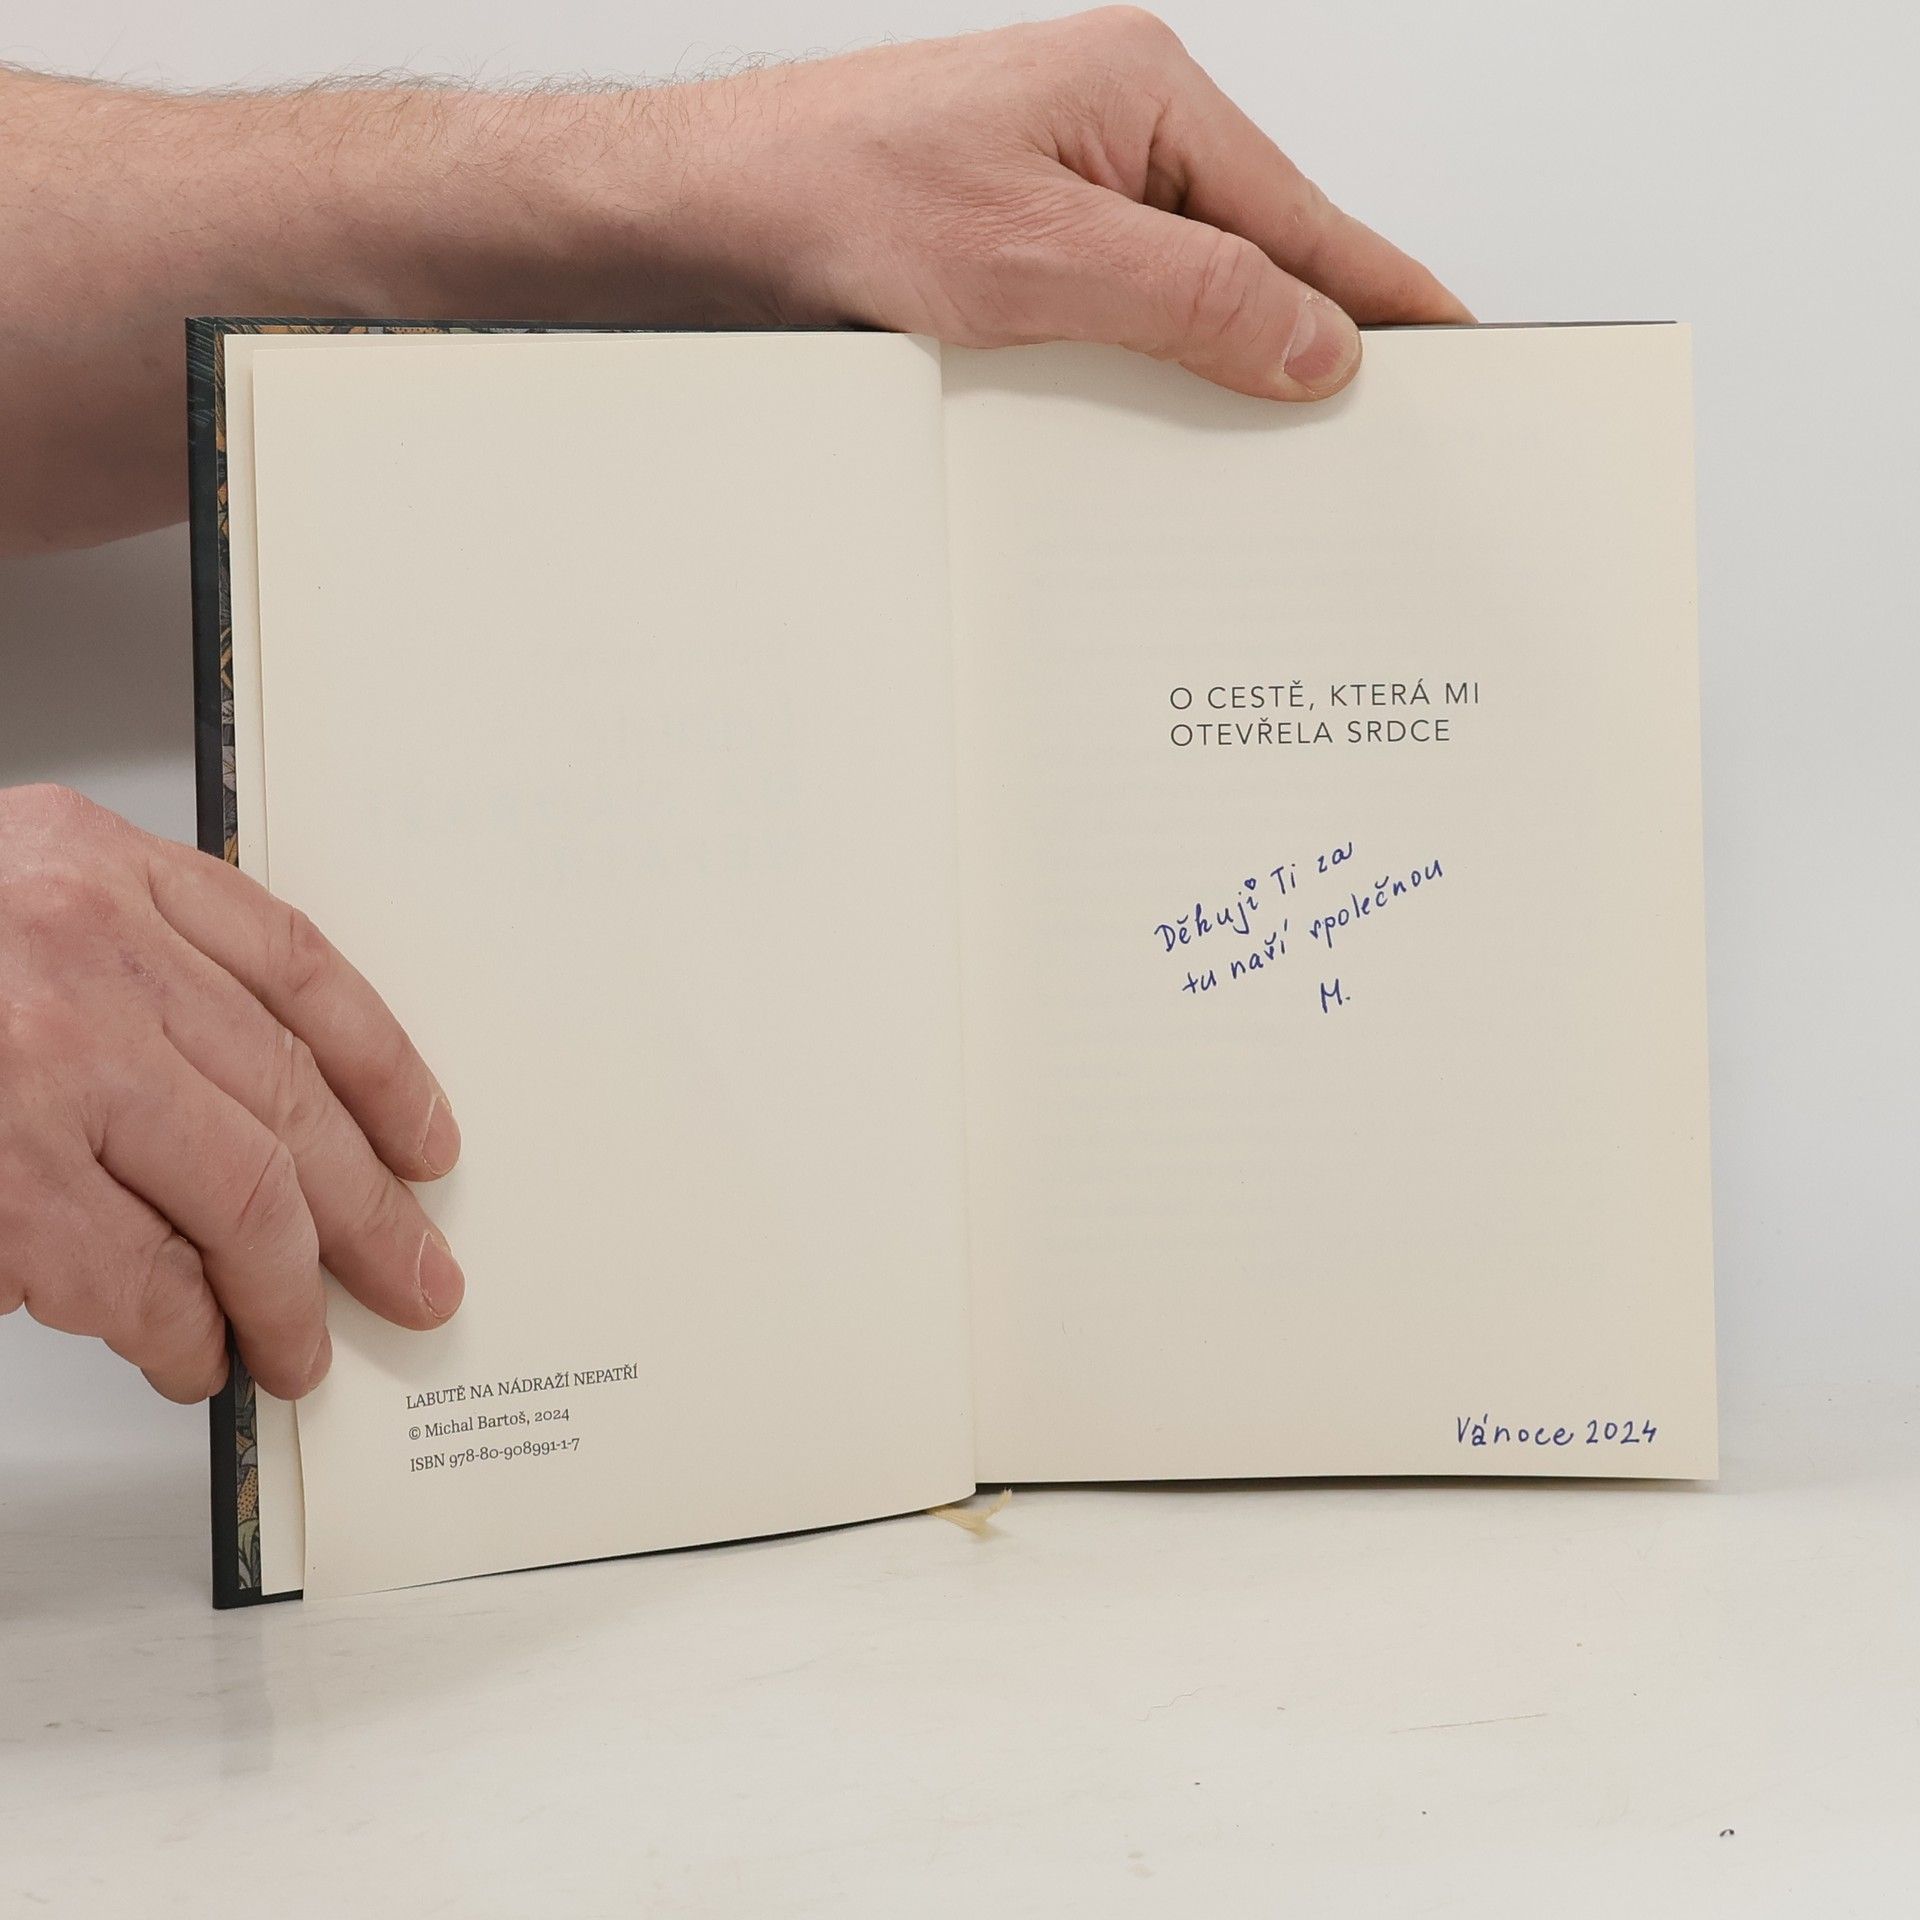 LABUTĚ NA NÁDRAŽÍ NEPATŘÍ
© Michal Bartoš, 2024
ISBN 978-80-908991-1-7
O CESTĚ, KTERÁ MI
OTEVŘELA SRDCE
Děkuji Ti za
tu naší společnou
M.
Vánoce 2024